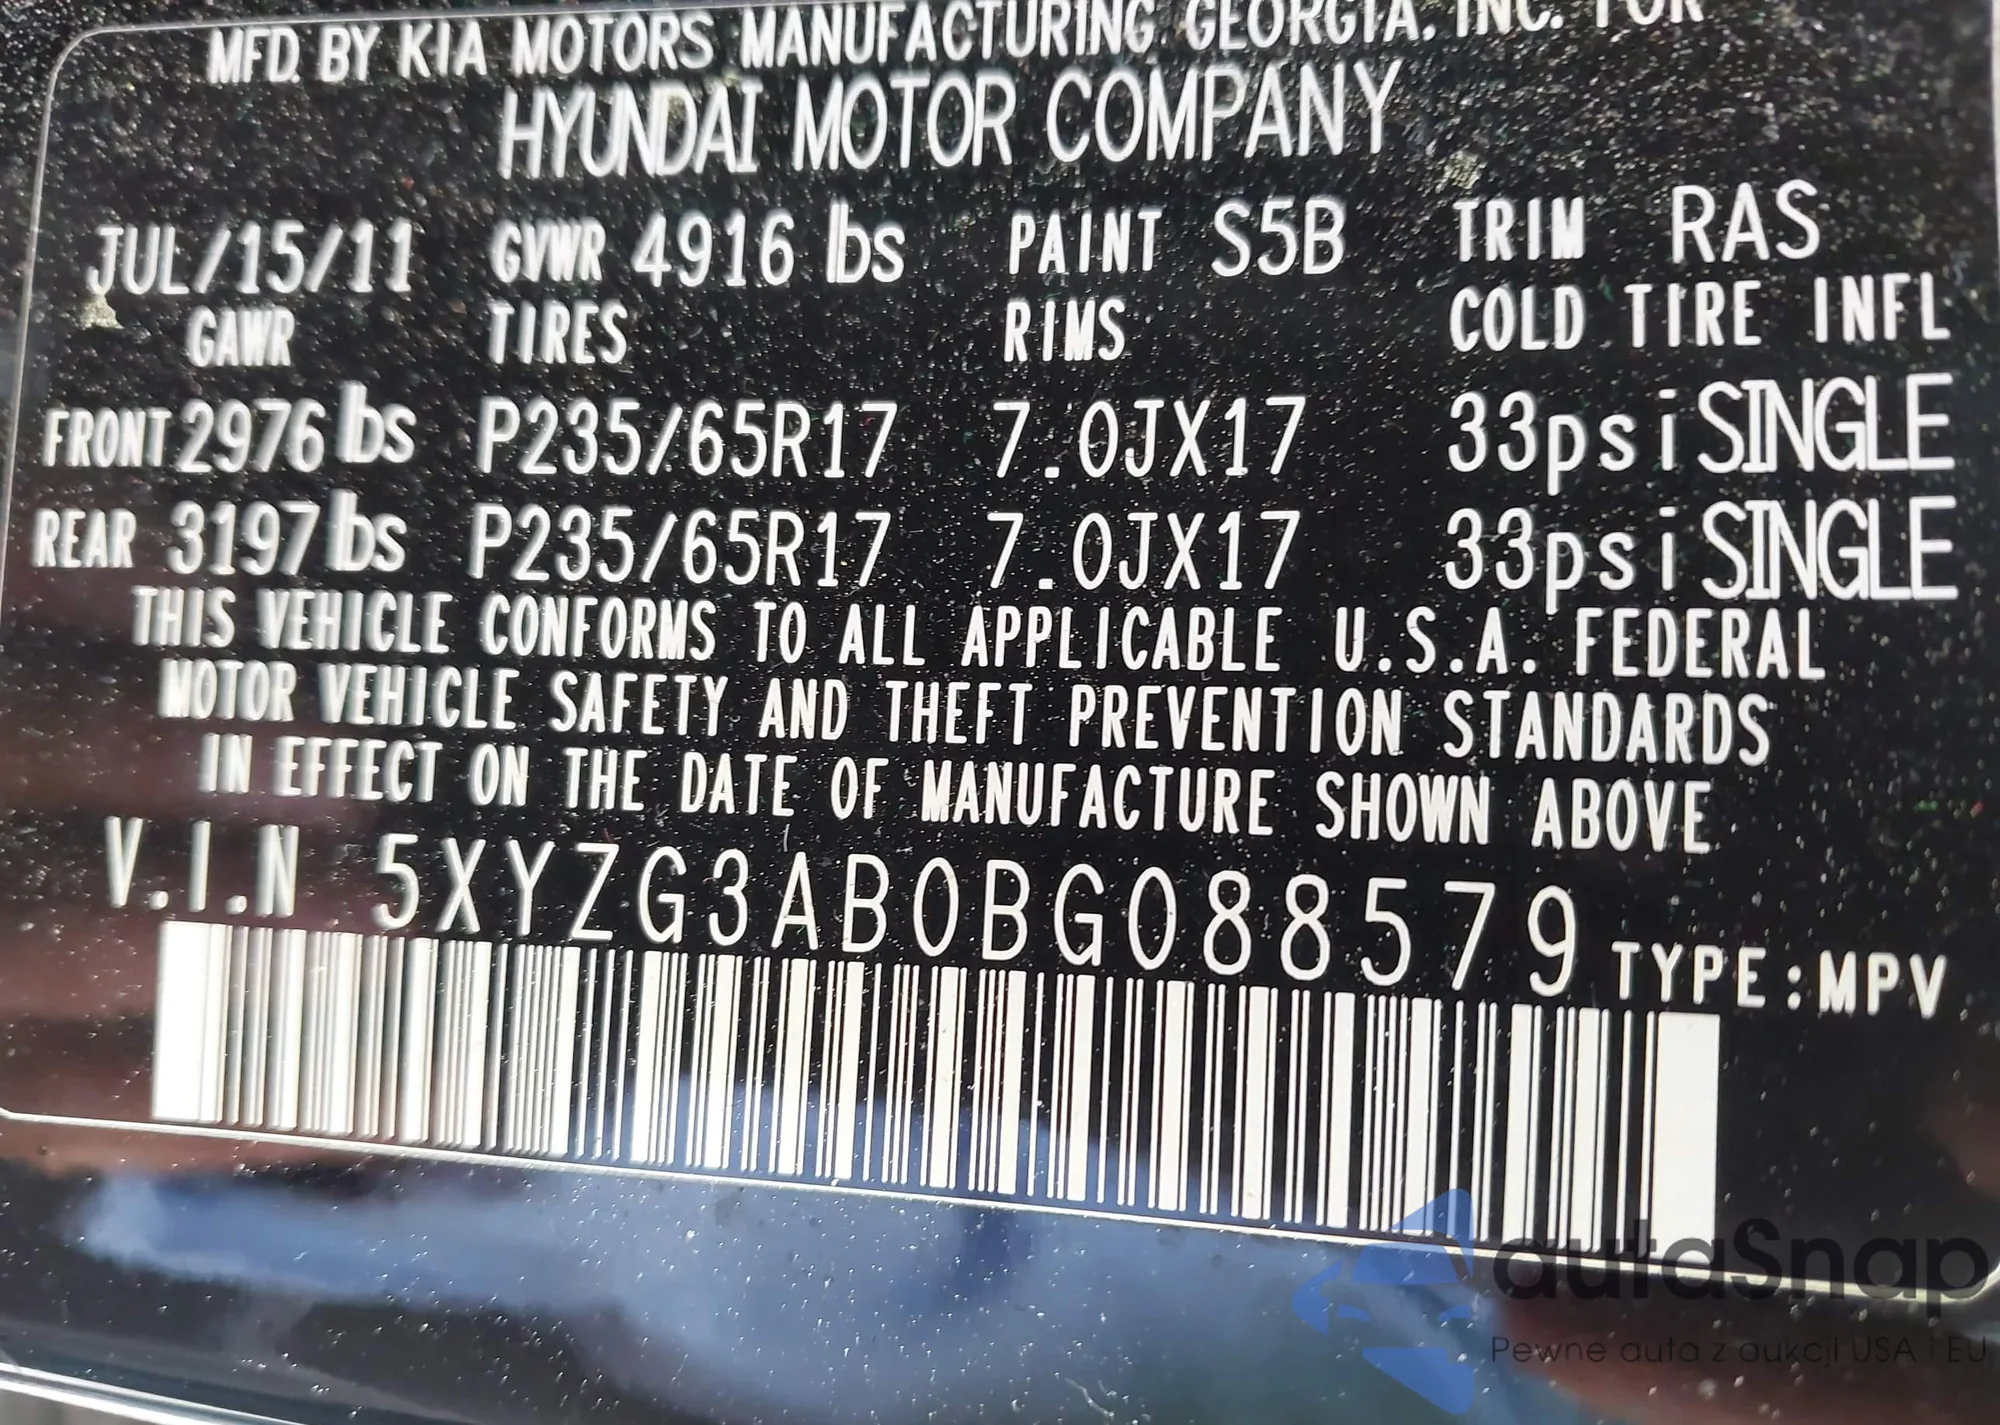 MFD. BY KIA MOTORS MANUFACTURING GEORGIA, INC. FOR
HYUNDAI MOTOR COMPANY
JUL/15/11 GVWR 4916 lbs PAINT S5B TRIM RAS
GAWR TIRES RIMS COLD TIRE INFL
FRONT 2976 lbs P235/65R17 7.0JX17 33psi SINGLE
REAR 3197 lbs P235/65R17 7.0JX17 33psi SINGLE
THIS VEHICLE CONFORMS TO ALL APPLICABLE U.S.A. FEDERAL
MOTOR VEHICLE SAFETY AND THEFT PREVENTION STANDARDS
IN EFFECT ON THE DATE OF MANUFACTURE SHOWN ABOVE
V.I.N 5XYZG3AB0BG088579 TYPE:MPV
autaSnap
Pewne auta z aukcji USA i EU